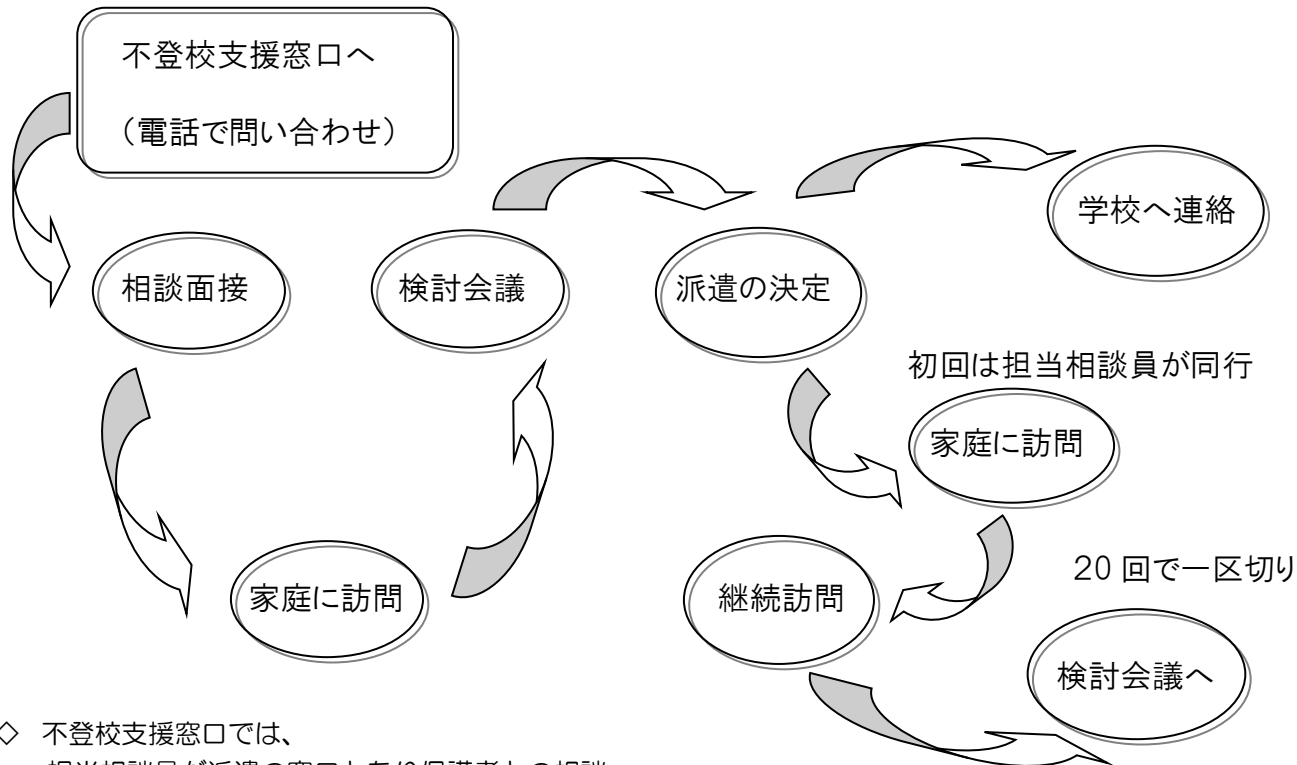 不登校支援窓口へ
(電話で問い合わせ)
学校へ連絡
相談面接
検討会議
派遣の決定
初回は担当相談員が同行
家庭に訪問
20 回で一区切り
家庭に訪問
継続訪問
検討会議へ
◇ 不登校支援窓口では、